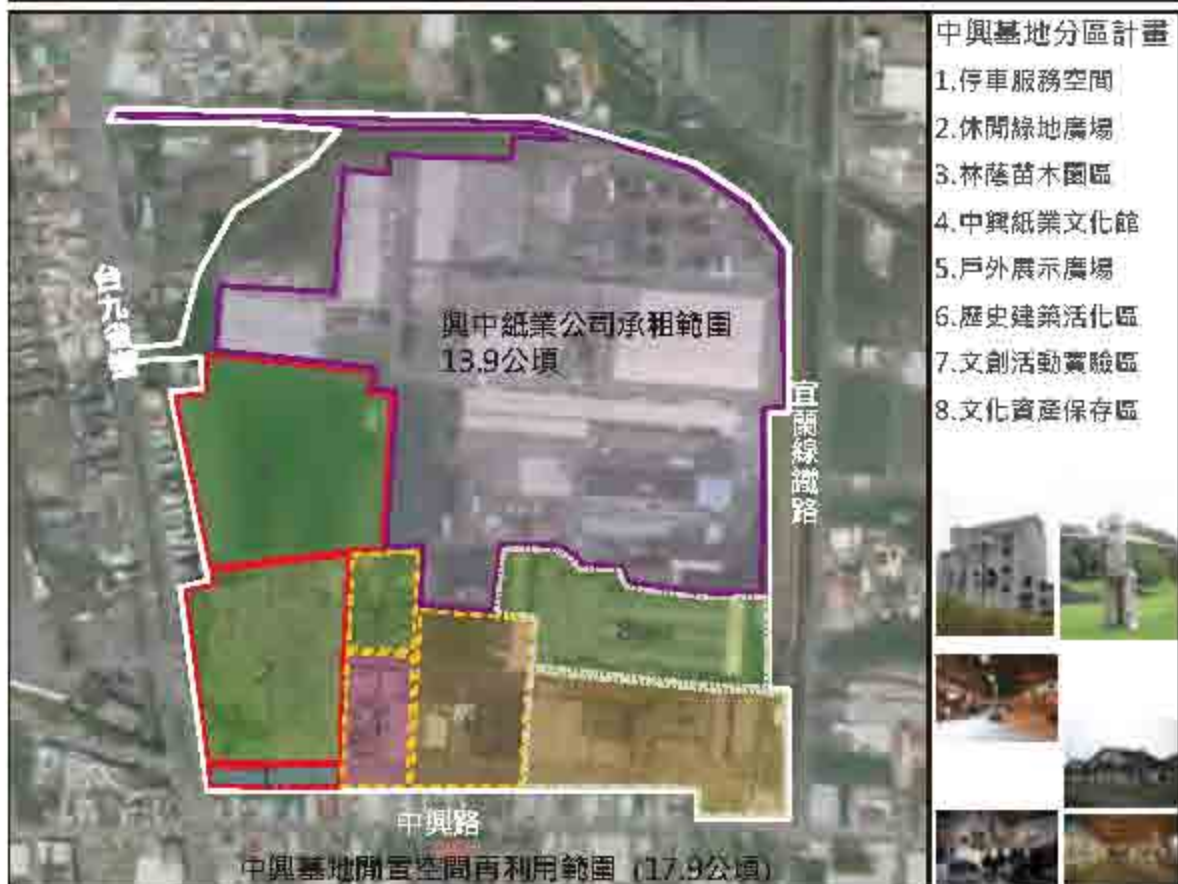 中興基地分區計畫
1.停車服務空間
2.休閒綠地廣場
3.林蔭苗木園區
4.中興紙業文化館
5.戶外展示廣場
6.歷史建築活化區
7.文創活動實驗區
8.文化資產保存區
台九省道
興中紙業公司承租範圍
13.9公頃
宜蘭線鐵路
中興路
中興基地閒置空間再利用範圍 (17.9公頃)